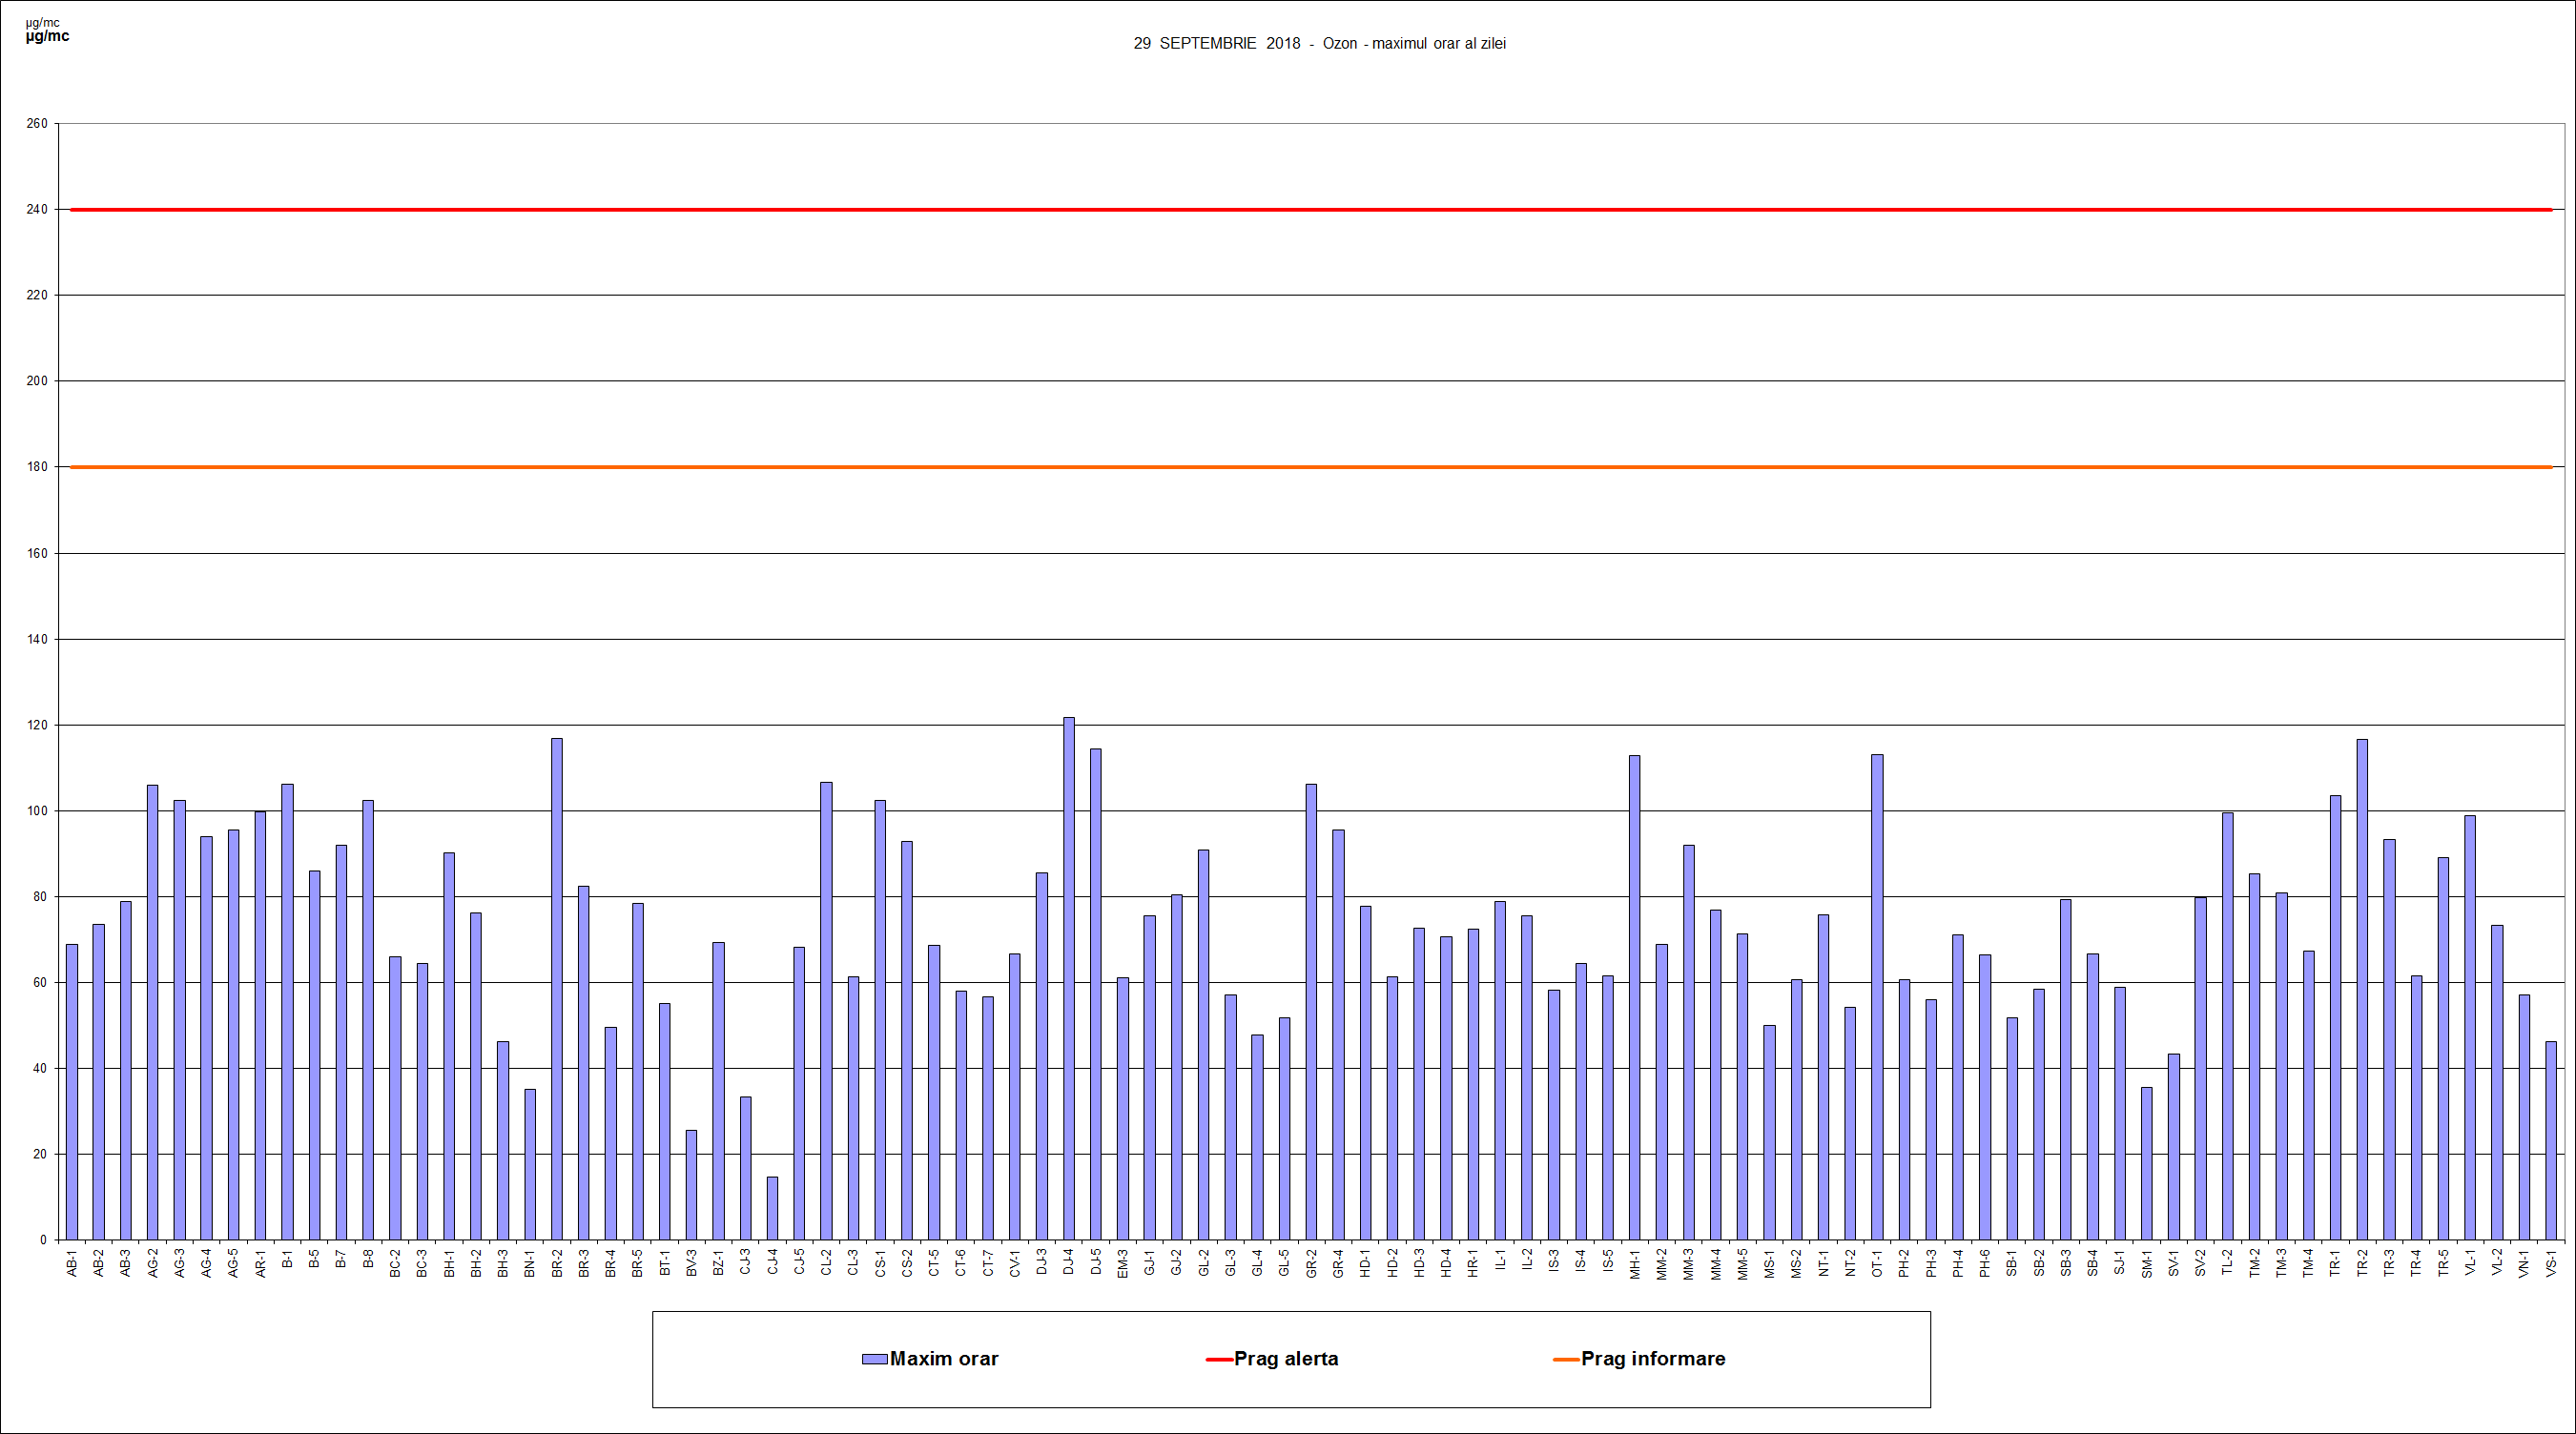 µg/mc
µg/mc
29 SEPTEMBRIE 2018 - Ozon - maximul orar al zilei
260
240
220
200
180
160
140
120
100
80
60
40
20
0
AB-1 AB-2 AB-3 AG-2 AG-3 AG-4 AG-5 AR-1 B-1 B-5 B-7 B-8 BC-2 BC-3 BH-1 BH-2 BH-3 BN-1 BR-2 BR-3 BR-4 BR-5 BT-1 BV-3 BZ-1 CJ-3 CJ-4 CJ-5 CL-2 CL-3 CS-1 CS-2 CT-5 CT-6 CT-7 CV-1 DJ-3 DJ-4 DJ-5 EM-3 GJ-1 GJ-2 GL-2 GL-3 GL-4 GL-5 GR-2 GR-4 HD-1 HD-2 HD-3 HD-4 HR-1 IL-1 IL-2 IS-3 IS-4 IS-5 MH-1 MM-2 MM-3 MM-4 MM-5 MS-1 MS-2 NT-1 NT-2 OT-1 PH-2 PH-3 PH-4 PH-6 SB-1 SB-2 SB-3 SB-4 SJ-1 SM-1 SV-1 SV-2 TL-2 TM-2 TM-3 TM-4 TR-1 TR-2 TR-3 TR-4 TR-5 VL-1 VL-2 VN-1 VS-1
Maxim orar Prag alerta Prag informare